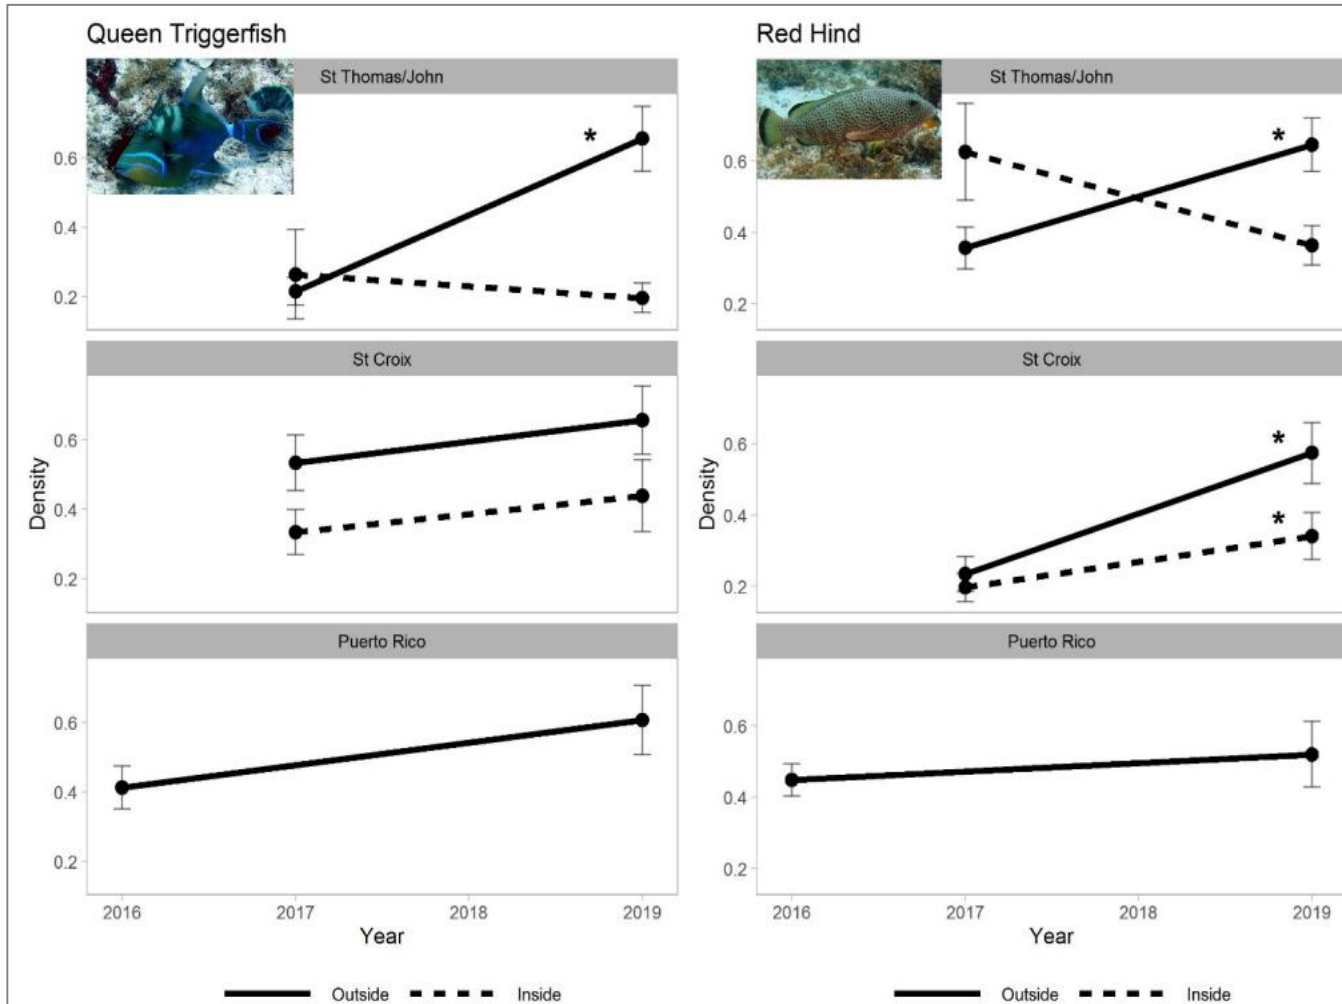 Queen Triggerfish
St Thomas/John
0.6
0.4
0.2
*
St Croix
0.6
0.4
0.2
Density
Puerto Rico
0.6
0.4
0.2
2016 2017 2018 2019
Year
Outside Inside
Red Hind
St Thomas/John
0.6
0.4
0.2
*
St Croix
0.6
0.4
0.2
*
*
Density
Puerto Rico
0.6
0.4
0.2
2016 2017 2018 2019
Year
Outside Inside